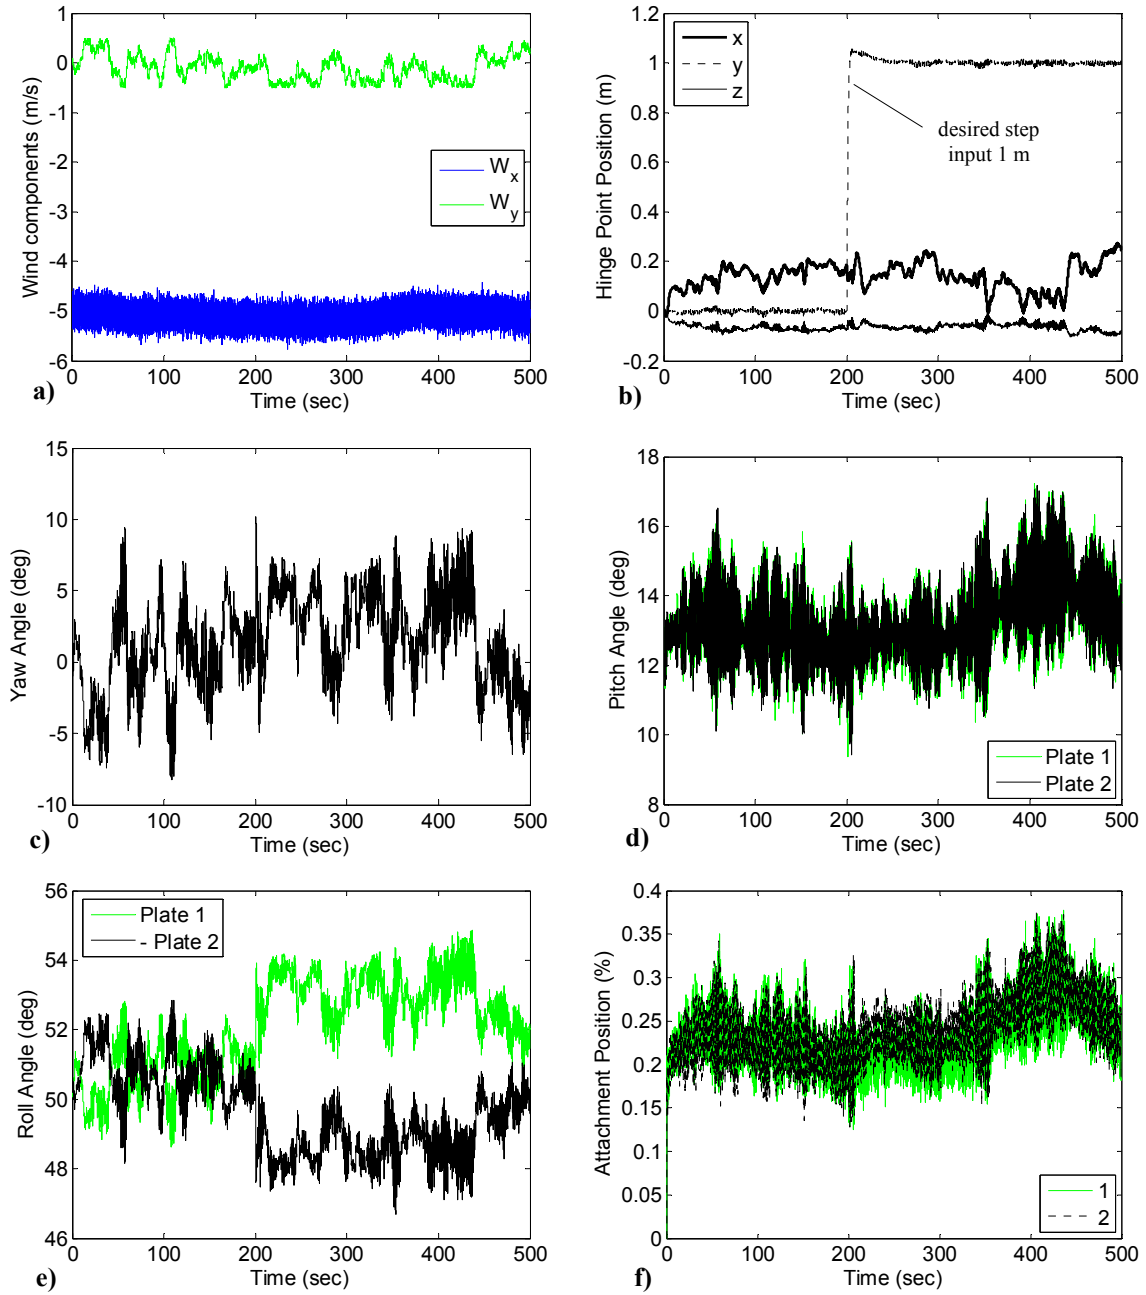 1
0
-1
-2
-3
-4
-5
-6
Wind components (m/s)
W_x
W_y
0 100 200 300 400 500
Time (sec)
a)
1.2
1
0.8
0.6
0.4
0.2
0
-0.2
Hinge Point Position (m)
x
y
z
desired step
input 1 m
0 100 200 300 400 500
Time (sec)
b)
15
10
5
0
-5
-10
Yaw Angle (deg)
0 100 200 300 400 500
Time (sec)
c)
18
16
14
12
10
8
Pitch Angle (deg)
Plate 1
Plate 2
0 100 200 300 400 500
Time (sec)
d)
56
54
52
50
48
46
Roll Angle (deg)
Plate 1
- Plate 2
0 100 200 300 400 500
Time (sec)
e)
0.4
0.35
0.3
0.25
0.2
0.15
0.1
0.05
0
Attachment Position (%)
1
2
0 100 200 300 400 500
Time (sec)
f)